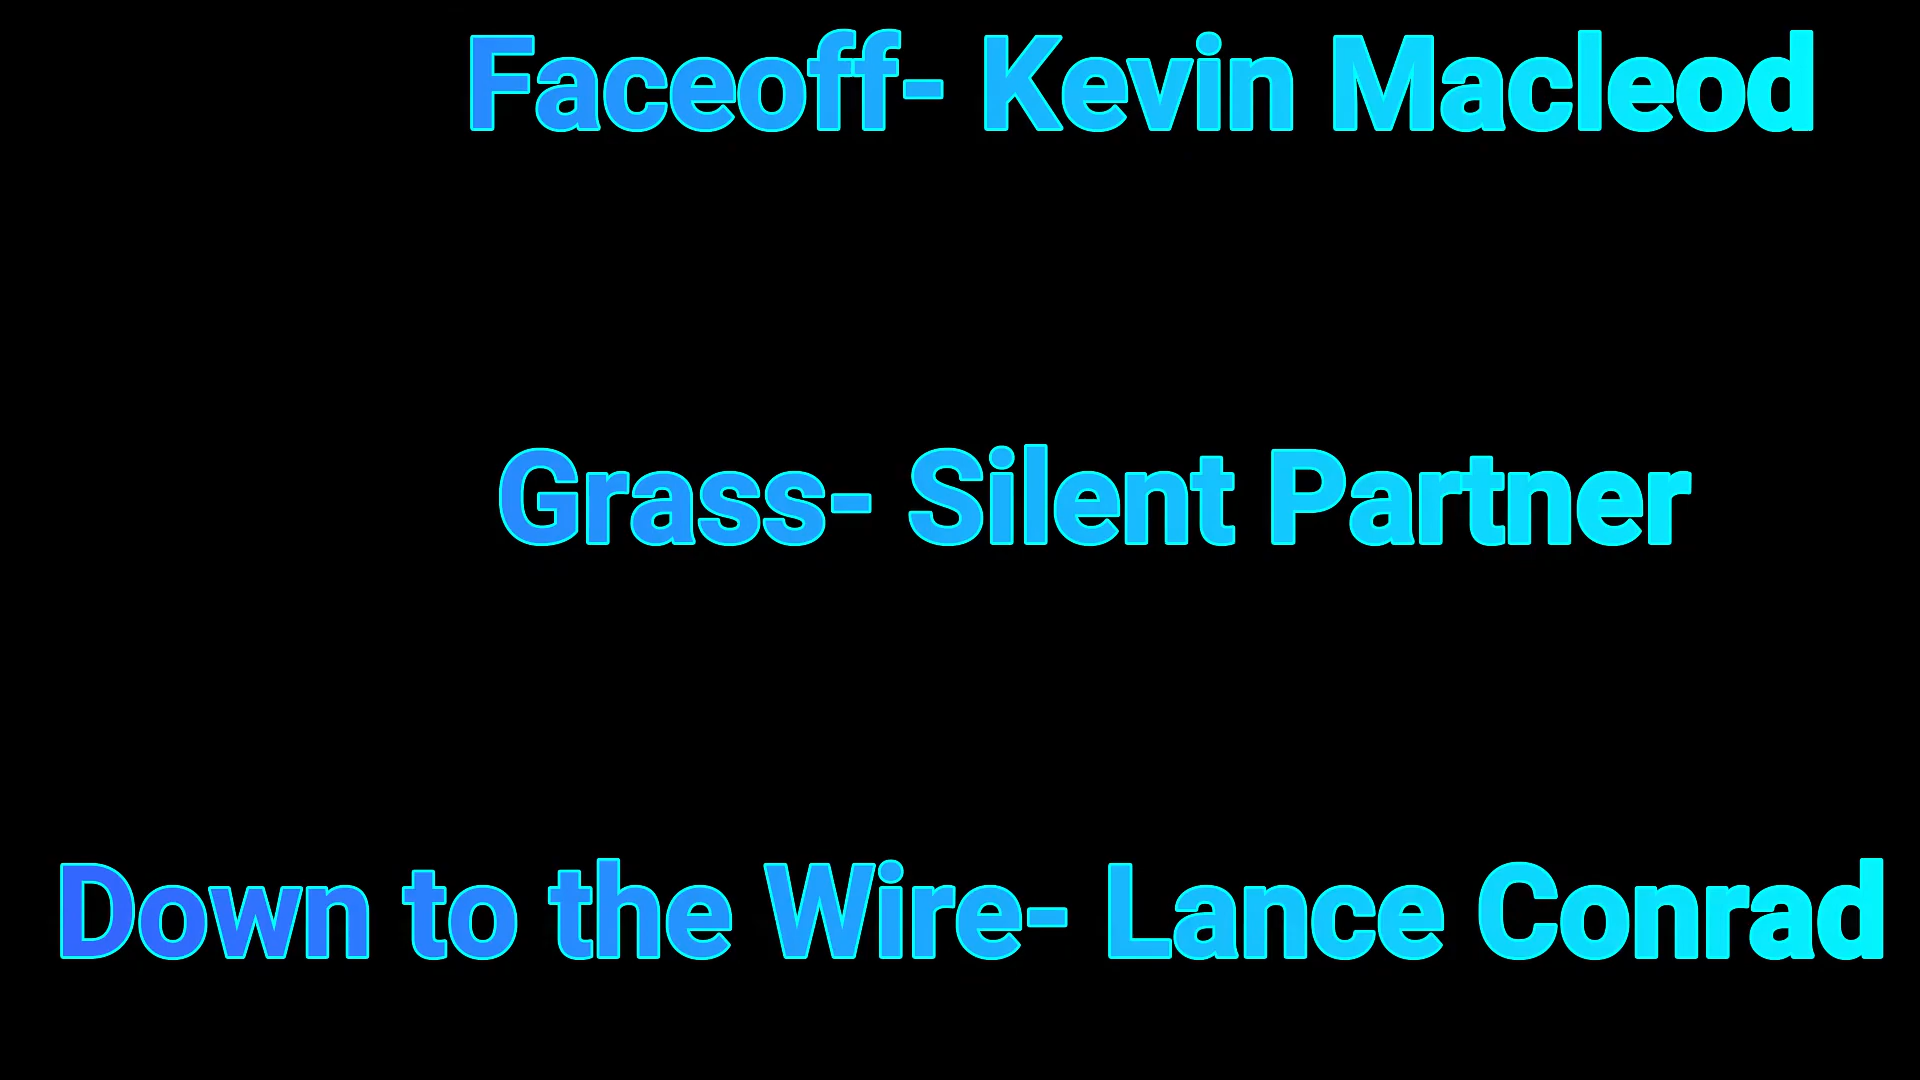 Faceoff- Kevin Macleod
Grass- Silent Partner
Down to the Wire- Lance Conrad